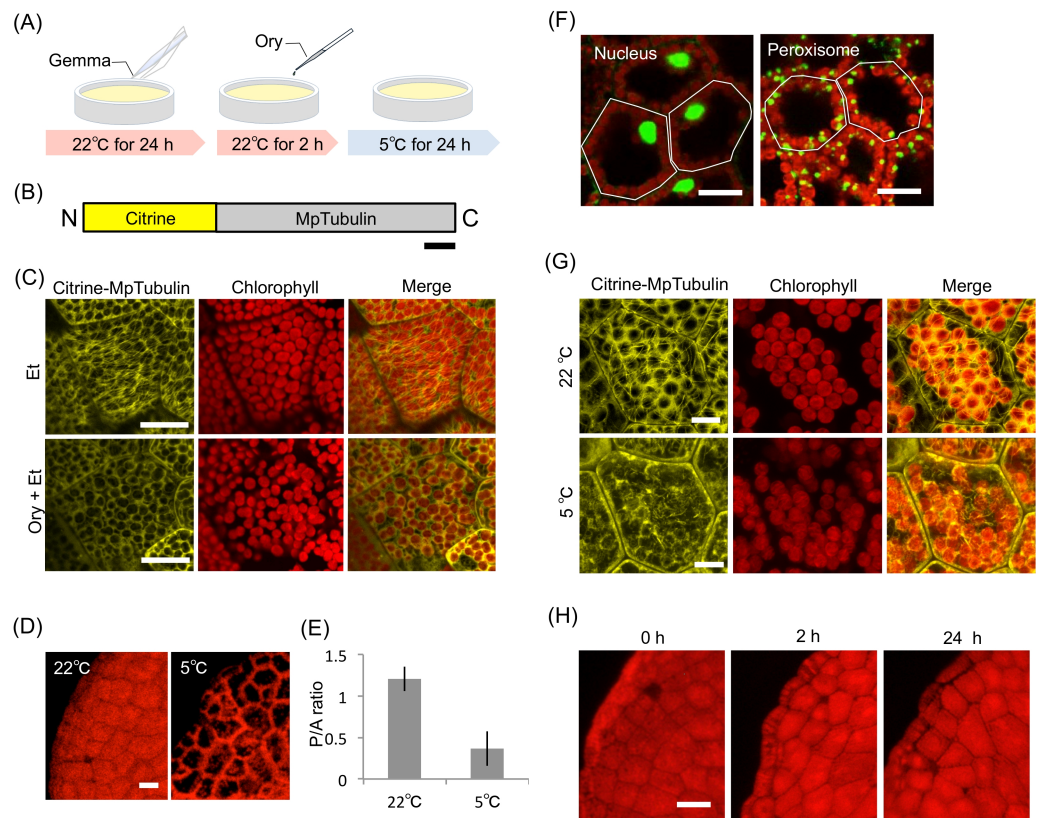 (A)
Gemma
Ory
22℃ for 24 h
22℃ for 2 h
5℃ for 24 h
(B)
N Citrine MpTubulin C
(C)
Citrine-MpTubulin Chlorophyll Merge
Et
Ory + Et
(D)
22℃ 5℃
(E)
P/A ratio
1.5
1
0.5
0
22℃ 5℃
(F)
Nucleus Peroxisome
(G)
Citrine-MpTubulin Chlorophyll Merge
22 ℃
5 ℃
(H)
0 h 2 h 24 h